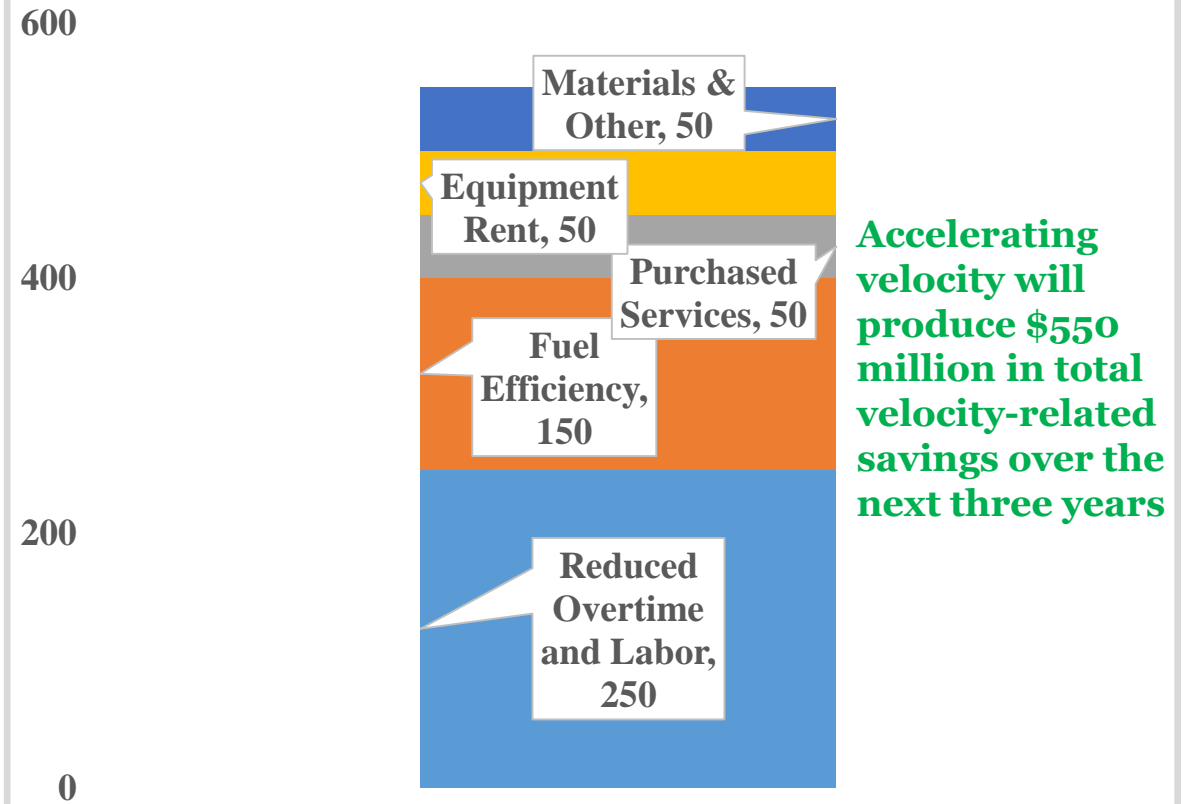 600
Materials &
Other, 50
Equipment
Rent, 50
400
Purchased
Services, 50
Fuel
Efficiency,
150
Accelerating
velocity will
produce $550
million in total
velocity-related
savings over the
next three years
200
Reduced
Overtime
and Labor,
250
0